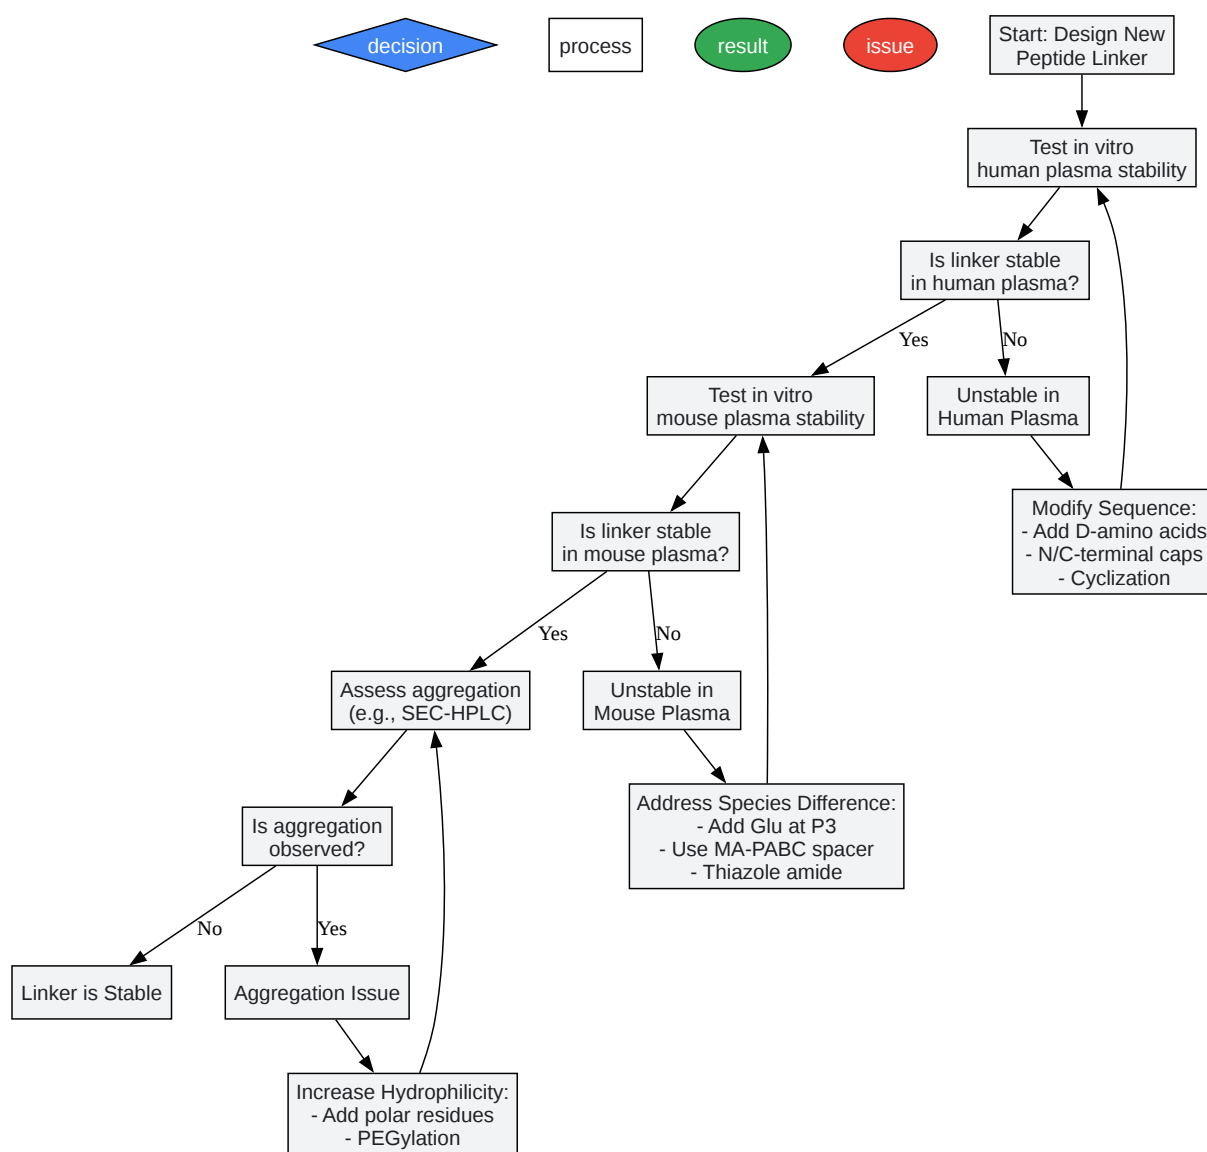 decision
process
result
issue
Start: Design New
Peptide Linker
Test in vitro
human plasma stability
Is linker stable
in human plasma?
Yes
No
Test in vitro
mouse plasma stability
Unstable in
Human Plasma
Modify Sequence:
- Add D-amino acids
- N/C-terminal caps
- Cyclization
Is linker stable
in mouse plasma?
Yes
No
Assess aggregation
(e.g., SEC-HPLC)
Unstable in
Mouse Plasma
Address Species Difference:
- Add Glu at P3
- Use MA-PABC spacer
- Thiazole amide
Is aggregation
observed?
No
Yes
Linker is Stable
Aggregation Issue
Increase Hydrophilicity:
- Add polar residues
- PEGylation